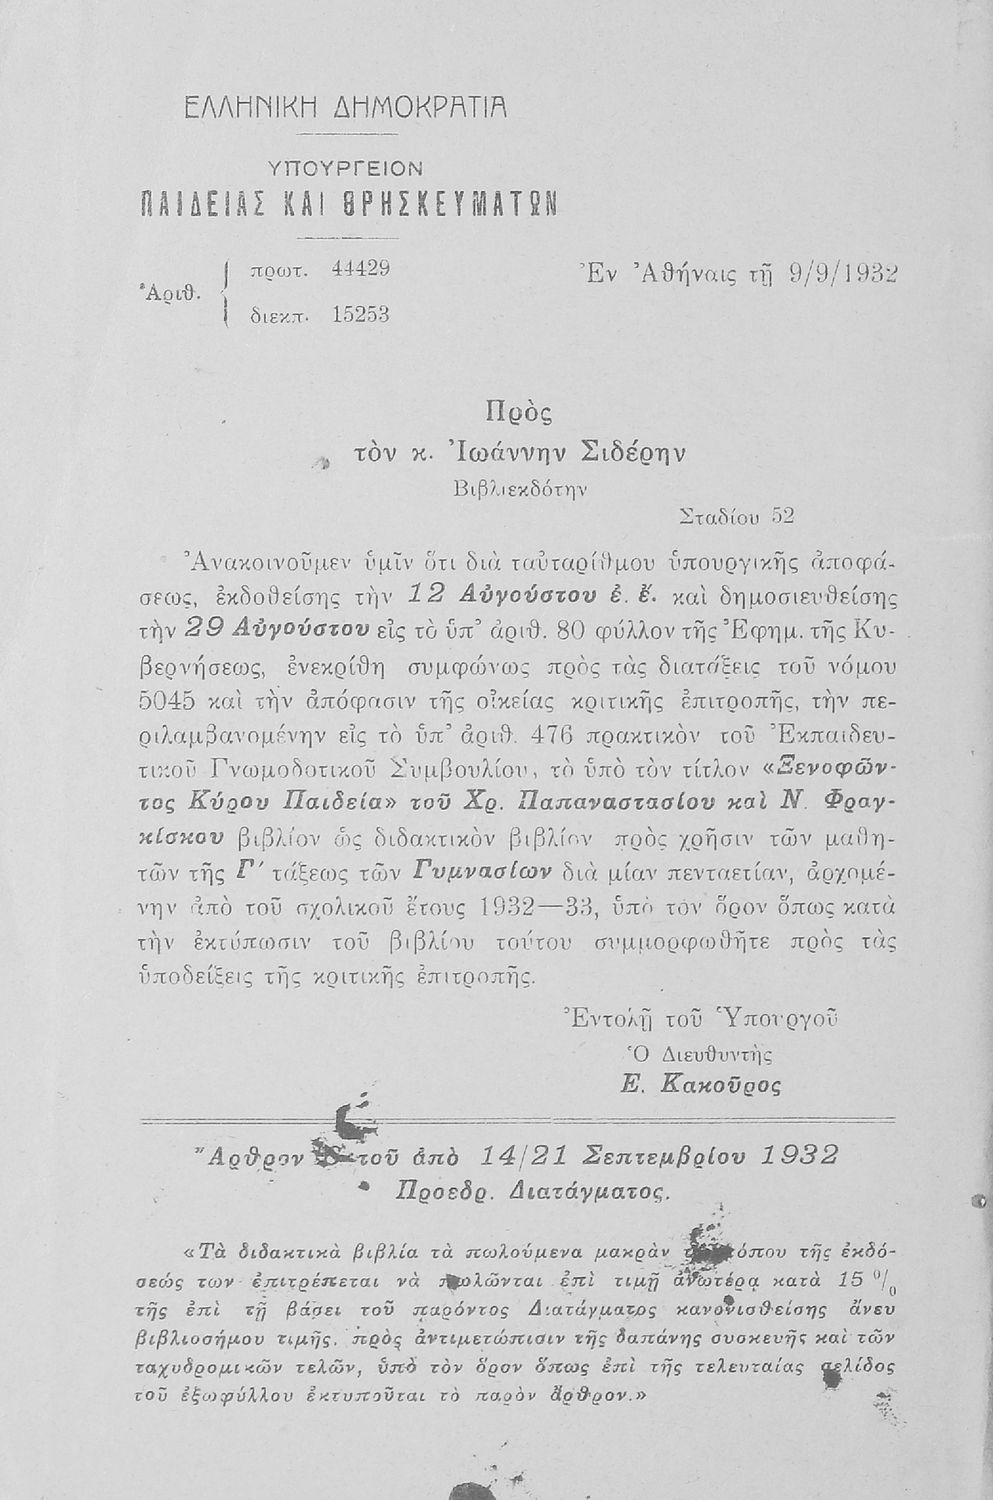 ΕΛΛΗΝΙΚΗ ΔΗΜΟΚΡΑΤΙΑ
ΥΠΟΥΡΓΕΙΟΝ
ΠΑΙΔΕΙΑΣ ΚΑΙ ΘΡΗΣΚΕΥΜΑΤΩΝ
Ἀριθ. { πρωτ. 44429
διεκπ. 15253
Ἐν Ἀθήναις τῇ 9/9/1932
Πρὸς
τὸν κ. Ἰωάννην Σιδέρην
Βιβλιεκδότην
Σταδίου 52
Ἀνακοινοῦμεν ὑμῖν ὅτι διὰ ταὐταρίθμου ὑπουργικῆς ἀποφά-
σεως, ἐκδοθείσης τὴν 12 Αὐγούστου ἐ. ἔ. καὶ δημοσιευθείσης
τὴν 29 Αὐγούστου εἰς τὸ ὑπ' ἀριθ. 80 φύλλον τῆς Ἐφημ. τῆς Κυ-
βερνήσεως, ἐνεκρίθη συμφώνως πρὸς τὰς διατάξεις τοῦ νόμου
5045 καὶ τὴν ἀπόφασιν τῆς οἰκείας κριτικῆς ἐπιτροπῆς, τὴν πε-
ριλαμβανομένην εἰς τὸ ὑπ' ἀριθ. 476 πρακτικὸν τοῦ Ἐκπαιδευ-
τικοῦ Γνωμοδοτικοῦ Συμβουλίου, τὸ ὑπὸ τὸν τίτλον «Ξενοφῶν-
τος Κύρου Παιδεία» τοῦ Χρ. Παπαναστασίου καὶ Ν. Φραγ-
κίσκου βιβλίον ὡς διδακτικὸν βιβλίον πρὸς χρῆσιν τῶν μαθη-
τῶν τῆς Γ΄ τάξεως τῶν Γυμνασίων διὰ μίαν πενταετίαν, ἀρχομέ-
νην ἀπὸ τοῦ σχολικοῦ ἔτους 1932—33, ὑπὸ τὸν ὅρον ὅπως κατὰ
τὴν ἐκτύπωσιν τοῦ βιβλίου τούτου συμμορφωθῆτε πρὸς τὰς
ὑποδείξεις τῆς κριτικῆς ἐπιτροπῆς.
Ἐντολῇ τοῦ Ὑπουργοῦ
Ὁ Διευθυντὴς
Ε. Κακοῦρος
Ἄρθρον τοῦ ἀπὸ 14/21 Σεπτεμβρίου 1932
Προεδρ. Διατάγματος.
«Τὰ διδακτικὰ βιβλία τὰ πωλούμενα μακρὰν τόπου τῆς ἐκδό-
σεώς των ἐπιτρέπεται νὰ πωλῶνται ἐπὶ τιμῇ ἀνωτέρᾳ κατὰ 15 %
τῆς ἐπὶ τῇ βάσει τοῦ παρόντος Διατάγματος κανονισθείσης ἄνευ
βιβλιοσήμου τιμῆς, πρὸς ἀντιμετώπισιν τῆς δαπάνης συσκευῆς καὶ τῶν
ταχυδρομικῶν τελῶν, ὑπὸ τὸν ὅρον ὅπως ἐπὶ τῆς τελευταίας σελίδος
τοῦ ἐξωφύλλου ἐκτυποῦται τὸ παρὸν ἄρθρον.»